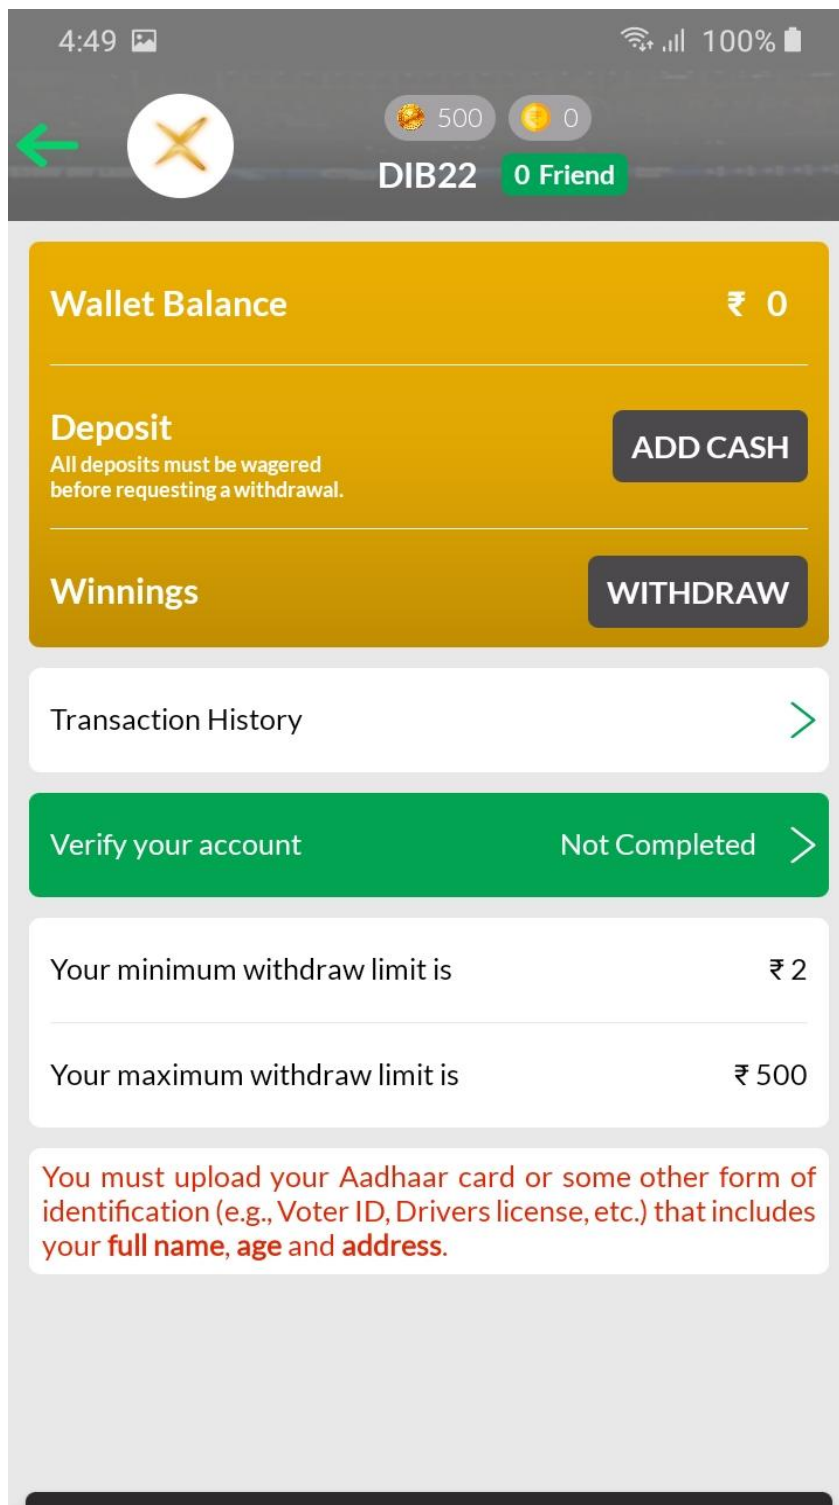 4:49 100%
500 0
DIB22 0 Friend
Wallet Balance ₹ 0
Deposit
All deposits must be wagered
before requesting a withdrawal.
ADD CASH
Winnings WITHDRAW
Transaction History
Verify your account Not Completed
Your minimum withdraw limit is ₹ 2
Your maximum withdraw limit is ₹ 500
You must upload your Aadhaar card or some other form of
identification (e.g., Voter ID, Drivers license, etc.) that includes
your full name, age and address.